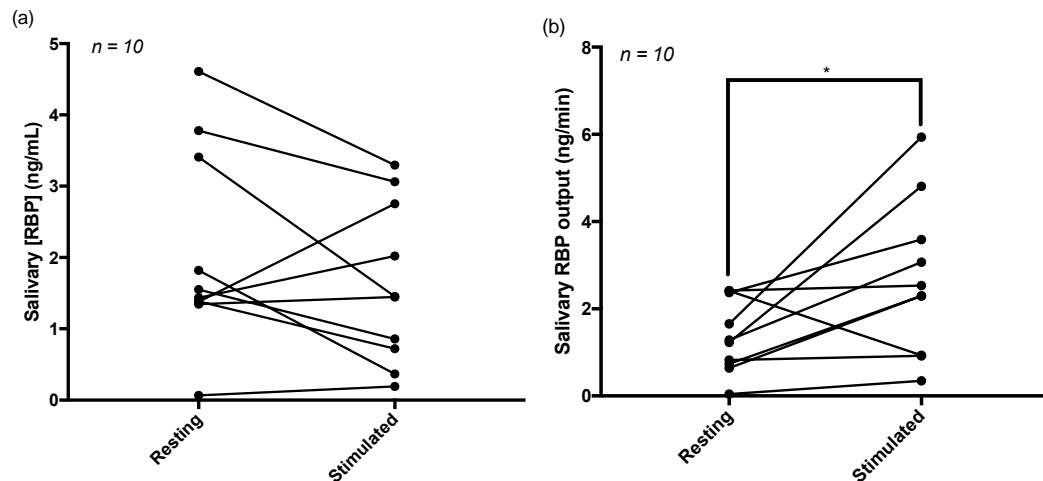 (a)
n = 10
Salivary [RBP] (ng/mL)
5
4
3
2
1
0
Resting
Stimulated
(b)
n = 10
*
Salivary RBP output (ng/min)
8
6
4
2
0
Resting
Stimulated